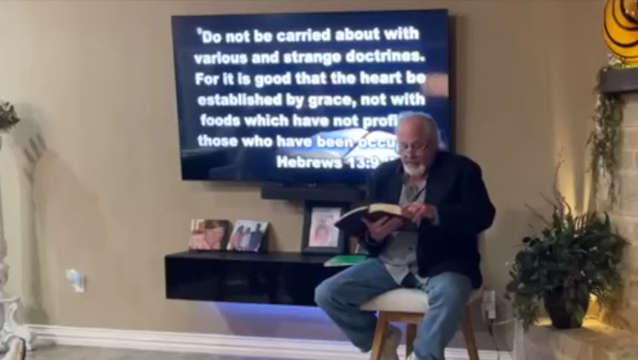 ⁹Do not be carried about with
various and strange doctrines.
For it is good that the heart be
established by grace, not with
foods which have not
those who have been
Hebrews 13:9